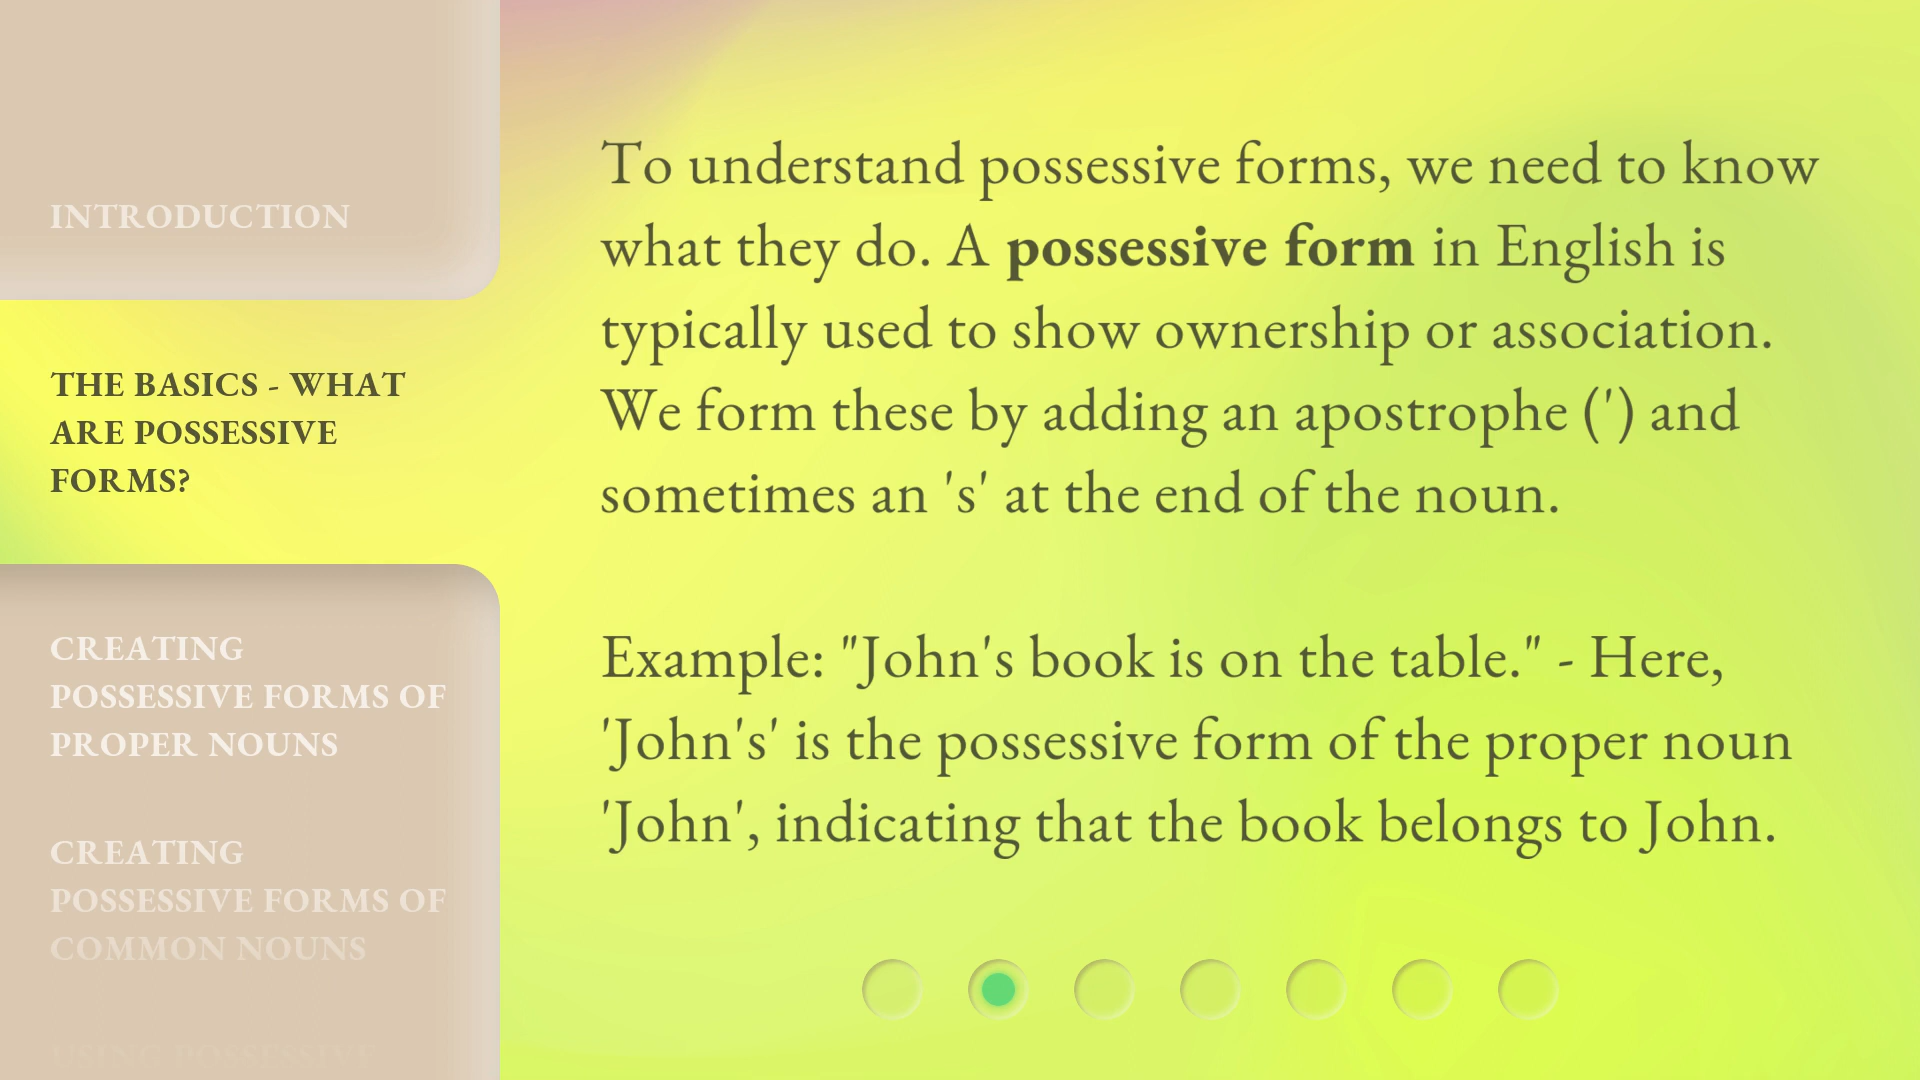 INTRODUCTION
THE BASICS - WHAT
ARE POSSESSIVE
FORMS?
CREATING
POSSESSIVE FORMS OF
PROPER NOUNS
CREATING
POSSESSIVE FORMS OF
COMMON NOUNS
USING POSSESSIVE
To understand possessive forms, we need to know
what they do. A possessive form in English is
typically used to show ownership or association.
We form these by adding an apostrophe (') and
sometimes an 's' at the end of the noun.
Example: "John's book is on the table." - Here,
'John's' is the possessive form of the proper noun
'John', indicating that the book belongs to John.